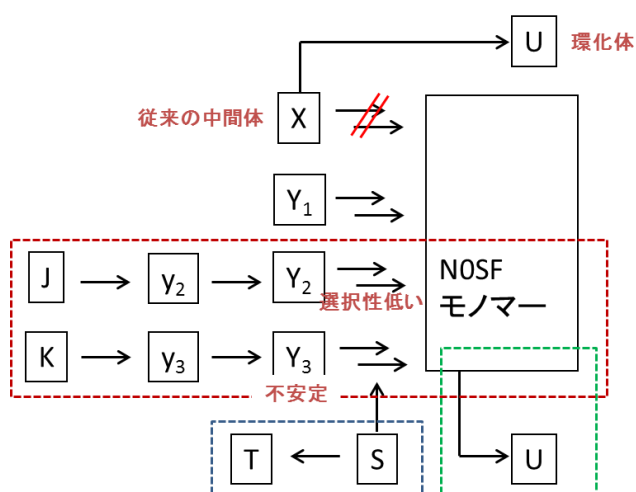 U 環化体
従来の中間体 X
Y₁
J y₂ Y₂
選択性低い
NOSF
モノマー
K y₃ Y₃
不安定
T S U